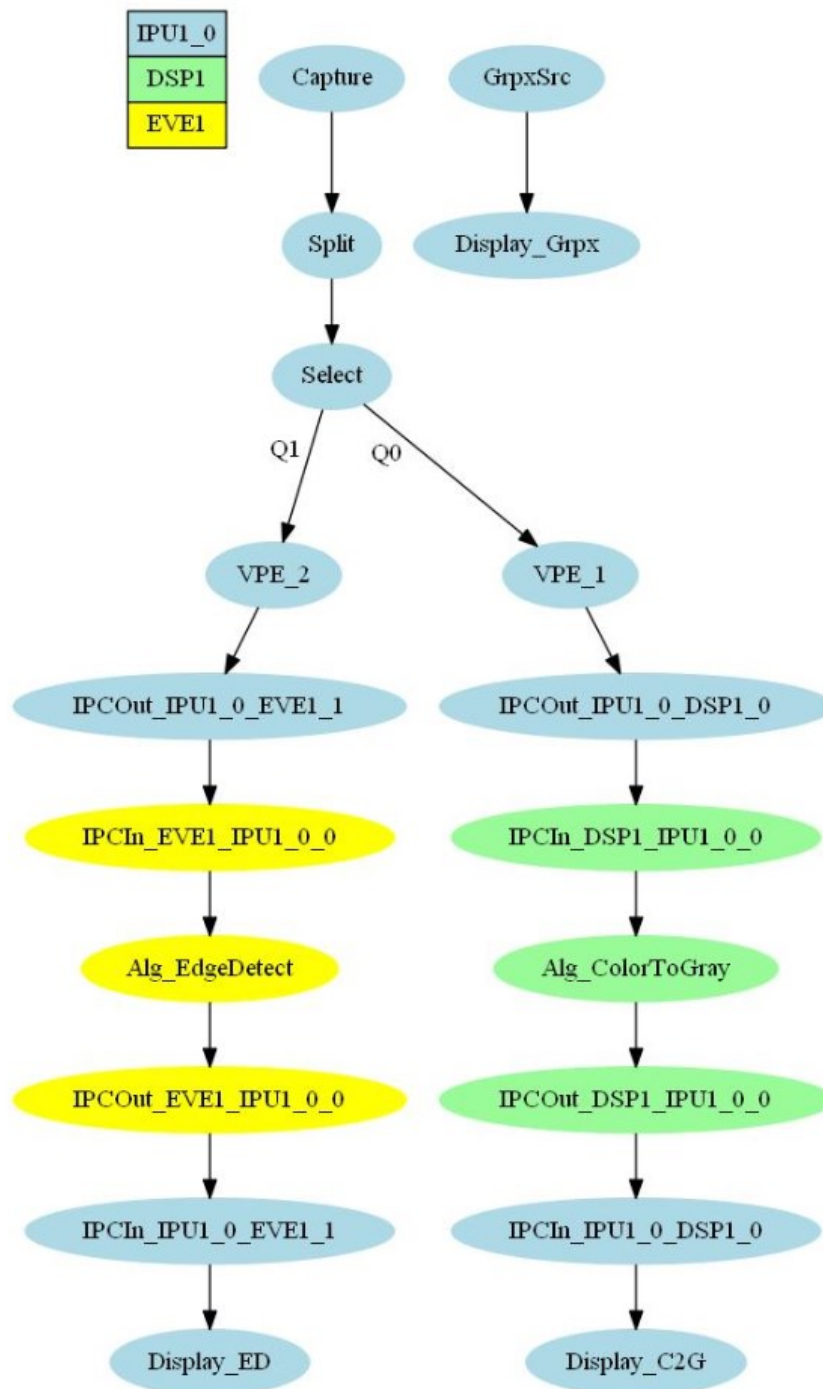 IPU1_0
DSP1
EVE1
Capture
GrpxSrc
Split
Display_Grpx
Select
Q1
Q0
VPE_2
VPE_1
IPCOut_IPU1_0_EVE1_1
IPCOut_IPU1_0_DSP1_0
IPCIn_EVE1_IPU1_0_0
IPCIn_DSP1_IPU1_0_0
Alg_EdgeDetect
Alg_ColorToGray
IPCOut_EVE1_IPU1_0_0
IPCOut_DSP1_IPU1_0_0
IPCIn_IPU1_0_EVE1_1
IPCIn_IPU1_0_DSP1_0
Display_ED
Display_C2G